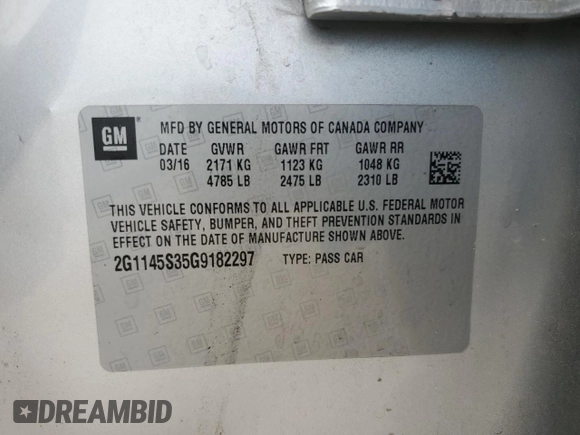 GM
MFD BY GENERAL MOTORS OF CANADA COMPANY
DATE GVWR GAWR FRT GAWR RR
03/16 2171 KG 1123 KG 1048 KG
4785 LB 2475 LB 2310 LB
THIS VEHICLE CONFORMS TO ALL APPLICABLE U.S. FEDERAL MOTOR
VEHICLE SAFETY, BUMPER, AND THEFT PREVENTION STANDARDS IN
EFFECT ON THE DATE OF MANUFACTURE SHOWN ABOVE.
2G1145S35G9182297 TYPE: PASS CAR
DREAMBID